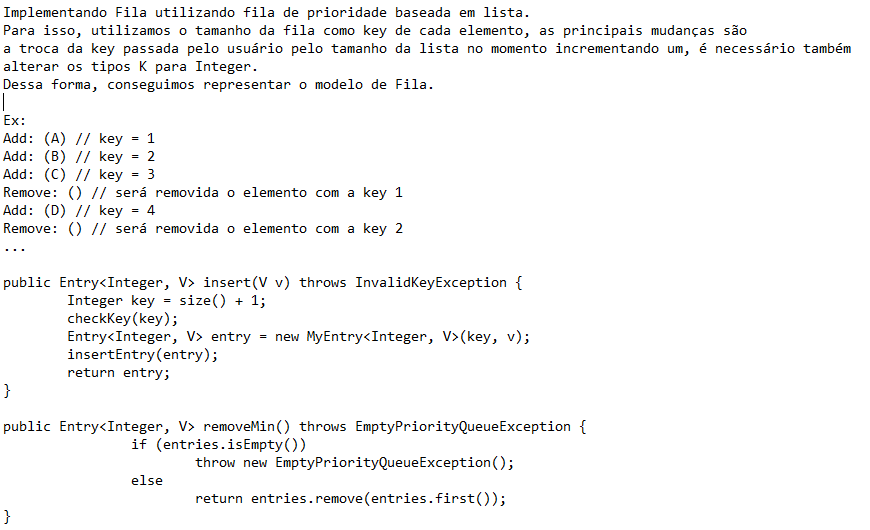 Implementando Fila utilizando fila de prioridade baseada em lista.
Para isso, utilizamos o tamanho da fila como key de cada elemento, as principais mudanças são
a troca da key passada pelo usuário pelo tamanho da lista no momento incrementando um, é necessário também
alterar os tipos K para Integer.
Dessa forma, conseguimos representar o modelo de Fila.
Ex:
Add: (A) // key = 1
Add: (B) // key = 2
Add: (C) // key = 3
Remove: () // será removida o elemento com a key 1
Add: (D) // key = 4
Remove: () // será removida o elemento com a key 2
...
public Entry<Integer, V> insert(V v) throws InvalidKeyException {
Integer key = size() + 1;
checkKey(key);
Entry<Integer, V> entry = new MyEntry<Integer, V>(key, v);
insertEntry(entry);
return entry;
}
public Entry<Integer, V> removeMin() throws EmptyPriorityQueueException {
if (entries.isEmpty())
throw new EmptyPriorityQueueException();
else
return entries.remove(entries.first());
}